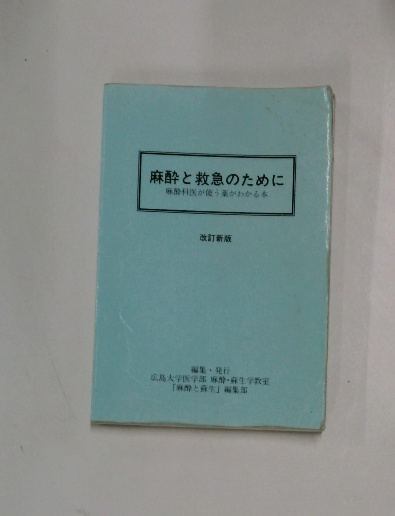 麻酔と救急のために
麻酔科医が使う薬がわかる本
改訂新版
編集・発行
広島大学医学部 麻酔・蘇生学教室
「麻酔と蘇生」編集部